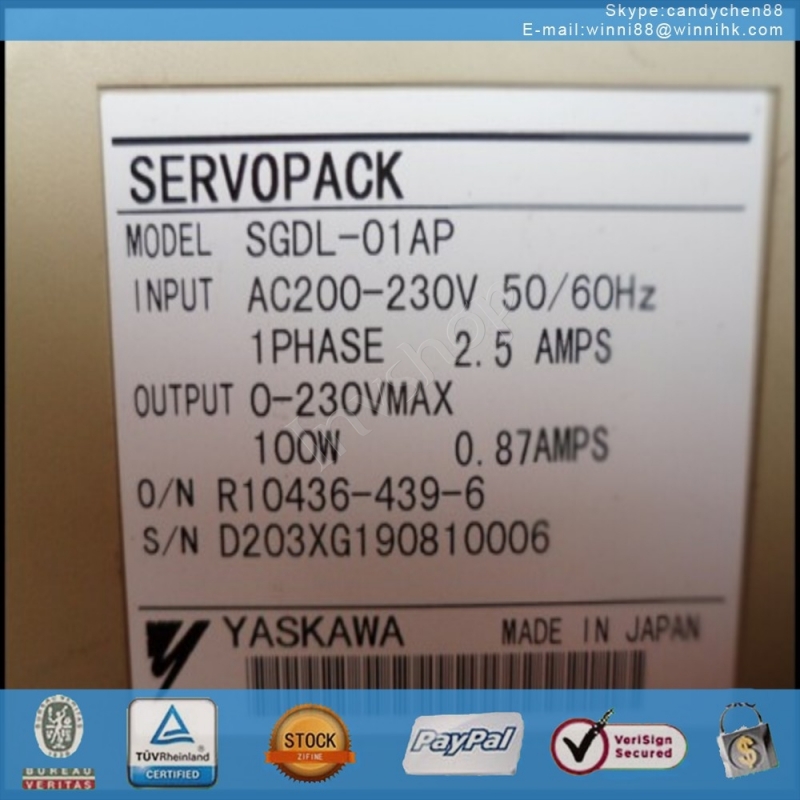 Skype:candychen88
E-mail:winni88@winnihk.com
SERVOPACK
MODEL SGDL-01AP
INPUT AC200-230V 50/60Hz
1PHASE 2.5 AMPS
OUTPUT 0-230VMAX
100W 0.87AMPS
O/N R10436-439-6
S/N D203XG190810006
YASKAWA MADE IN JAPAN
BUREAU VERITAS
TÜVRheinland
CERTIFIED
STOCK
ZIFINE
PayPal
VeriSign
Secured
$